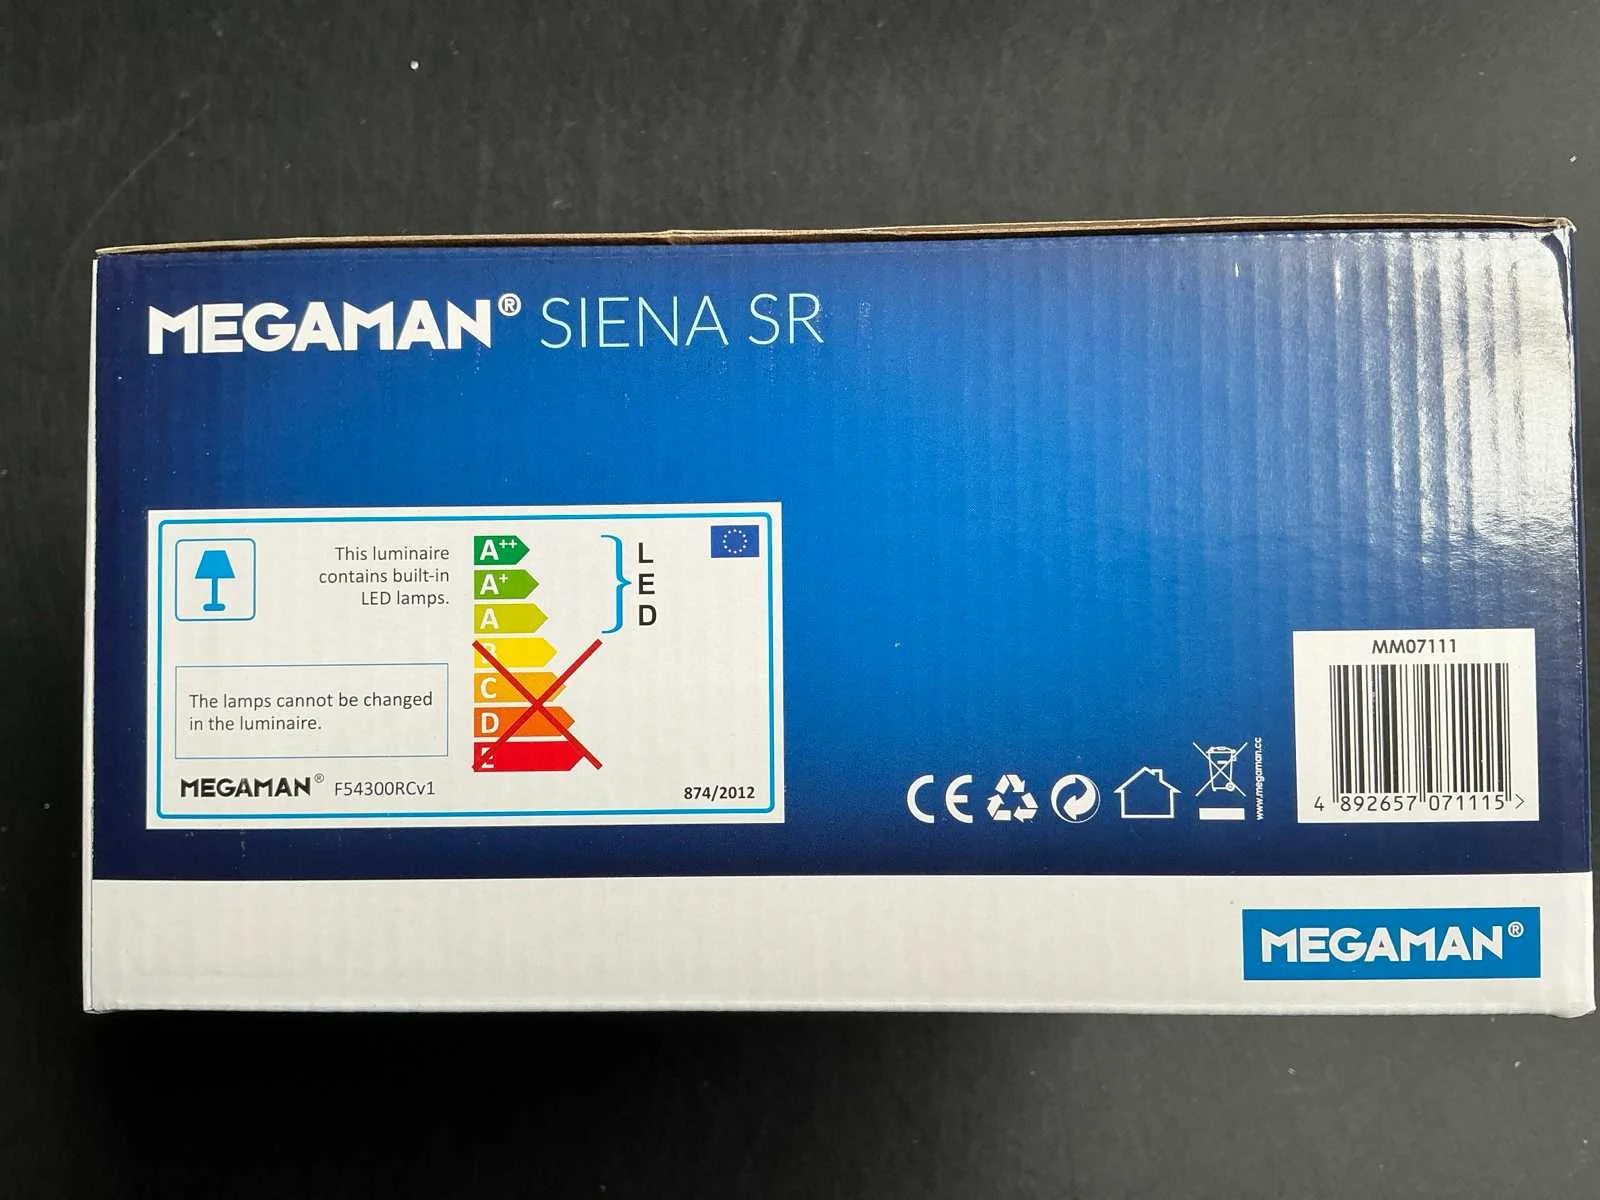 MEGAMAN® SIENA SR
This luminaire
contains built-in
LED lamps.
A++
A+
A
B
C
D
E
LED
The lamps cannot be changed
in the luminaire.
MEGAMAN® F54300RCv1
874/2012
CE
www.megaman.cc
MM07111
4 892657 071115 >
MEGAMAN®